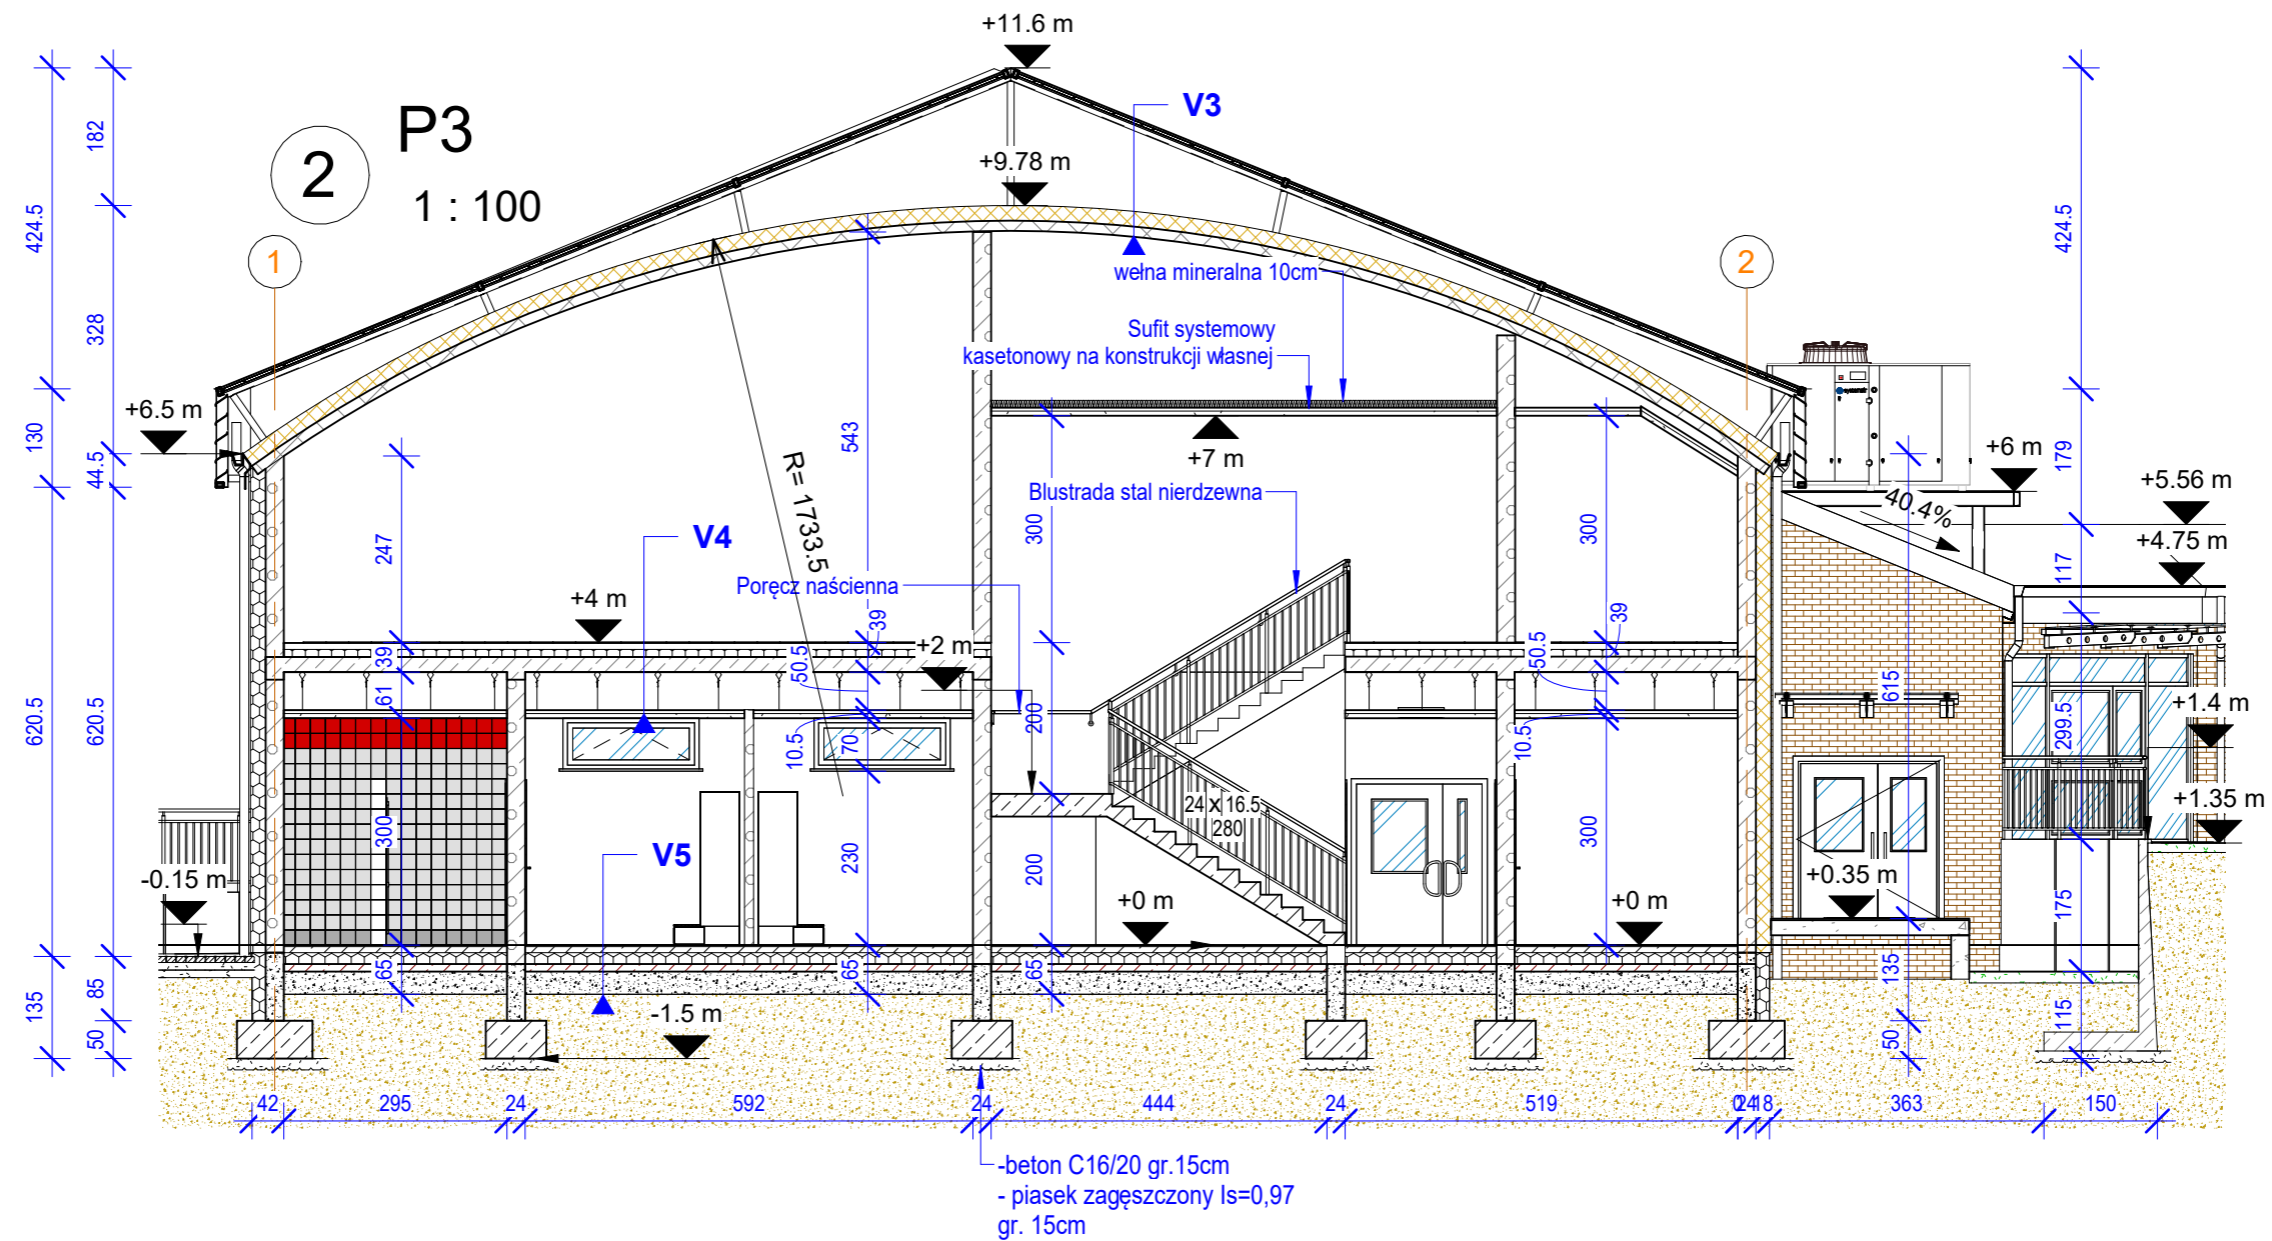 +11.6 m
P3
2
1 : 100
V3
+9.78 m
182
424.5
424.5
1
2
wełna mineralna 10cm
328
Sufit systemowy
kasetonowy na konstrukcji własnej
+6.5 m
130
44.5
543
+7 m
+6 m
179
+5.56 m
R= 1733.5
Blustrada stal nierdzewna
40.4%
V4
247
300
300
+4.75 m
117
Poręcz naścienna
+4 m
39
39
+2 m
39
50.5
50.5
61
620.5
620.5
200
615
+1.4 m
299.5
10.5
70
10.5
24 x 16.5
280
+1.35 m
300
V5
230
200
300
-0.15 m
+0.35 m
+0 m
+0 m
175
65
65
65
135
85
135
50
-1.5 m
50
115
42
295
24
592
24
444
24
519
24
18
363
150
-beton C16/20 gr.15cm
- piasek zagęszczony Is=0,97
gr. 15cm